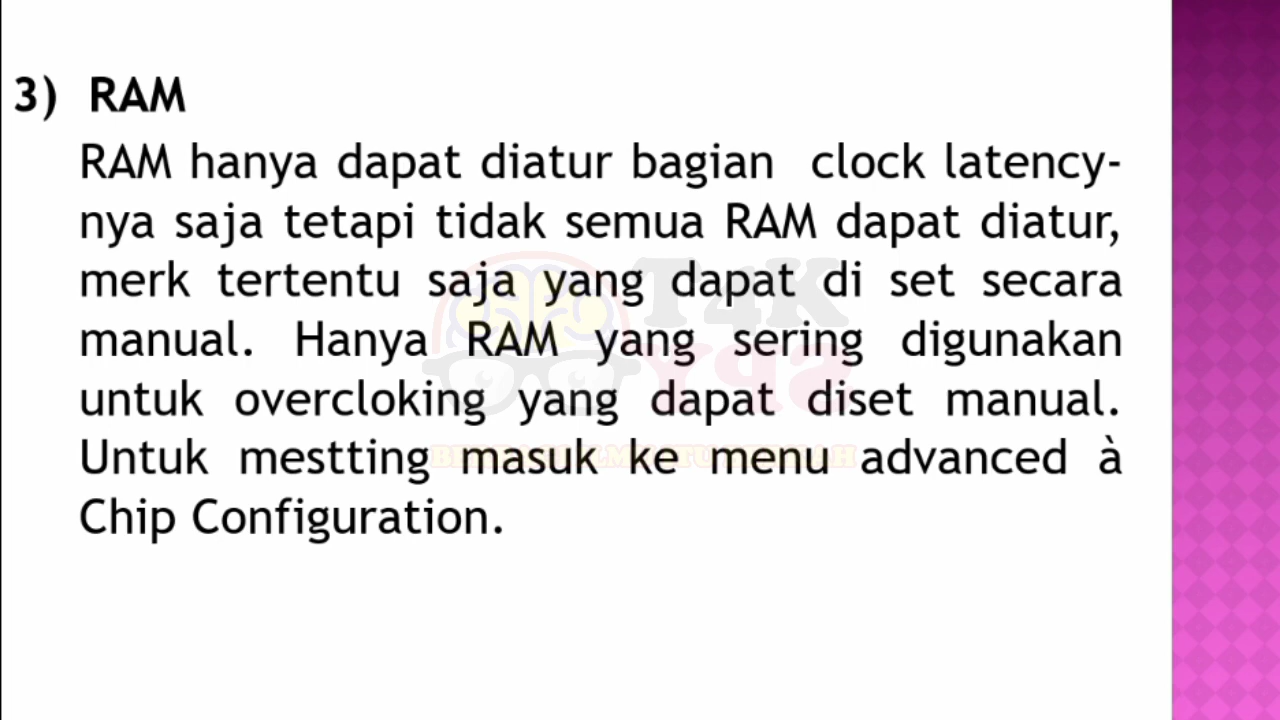 3) RAM
RAM hanya dapat diatur bagian clock latency-
nya saja tetapi tidak semua RAM dapat diatur,
merk tertentu saja yang dapat di set secara
manual. Hanya RAM yang sering digunakan
untuk overcloking yang dapat diset manual.
Untuk mestting masuk ke menu advanced à
Chip Configuration.
T4K